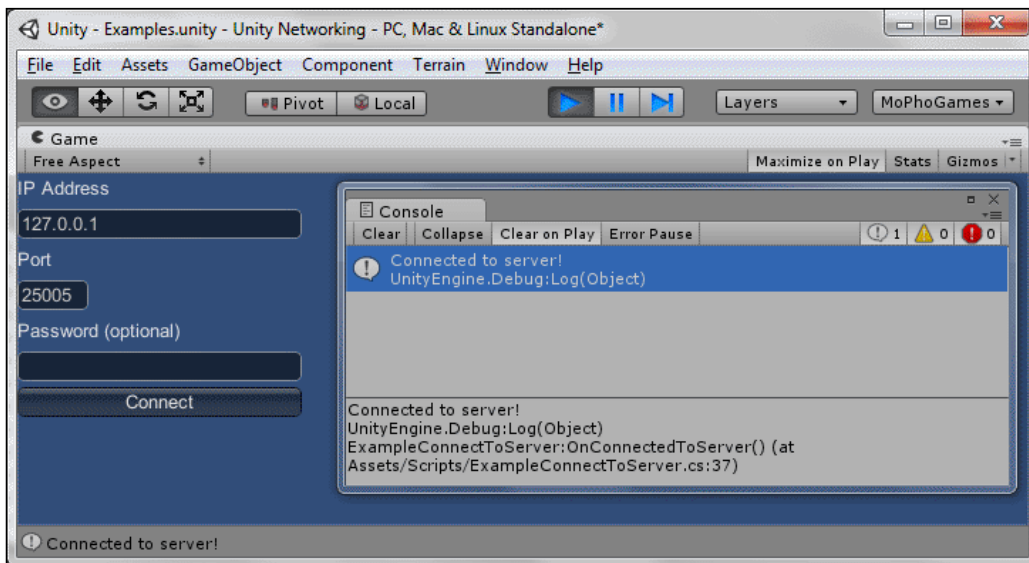 Unity - Examples.unity - Unity Networking - PC, Mac & Linux Standalone*
File Edit Assets GameObject Component Terrain Window Help
Pivot Local Layers MoPhoGames
Game
Free Aspect Maximize on Play Stats Gizmos
IP Address
127.0.0.1
Port
25005
Password (optional)
Connect
Console
Clear Collapse Clear on Play Error Pause 1 0 0
Connected to server!
UnityEngine.Debug:Log(Object)
Connected to server!
UnityEngine.Debug:Log(Object)
ExampleConnectToServer:OnConnectedToServer() (at
Assets/Scripts/ExampleConnectToServer.cs:37)
Connected to server!